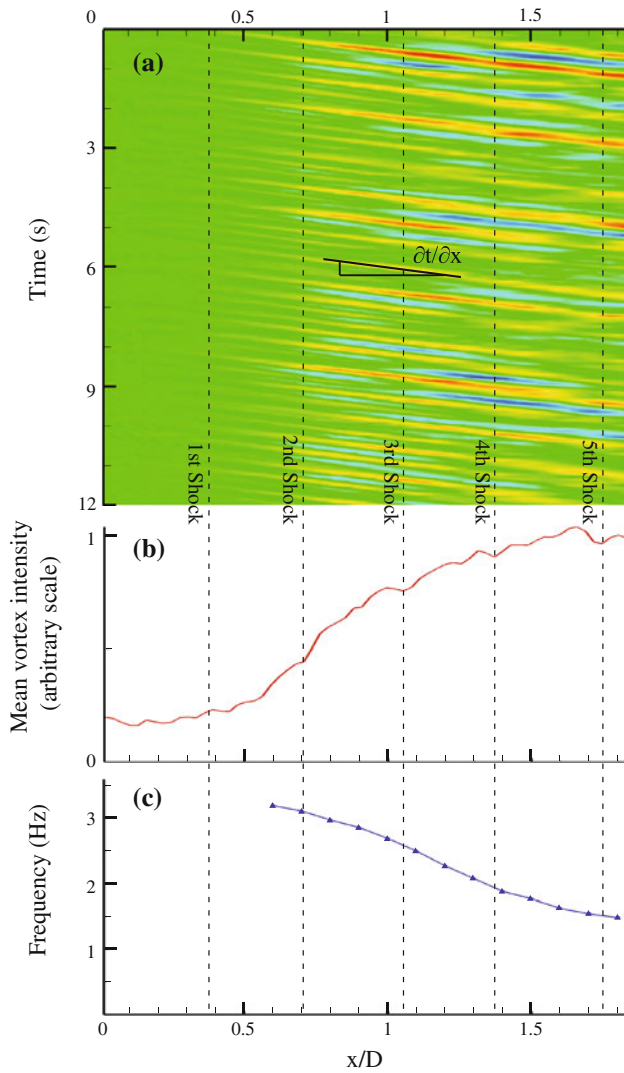 0 0.5 1 1.5
0
3
6
9
12
Time (s)
(a)
∂t/∂x
1st Shock
2nd Shock
3rd Shock
4th Shock
5th Shock
(b)
1
0
Mean vortex intensity
(arbitrary scale)
(c)
3
2
1
Frequency (Hz)
0 0.5 1 1.5
x/D